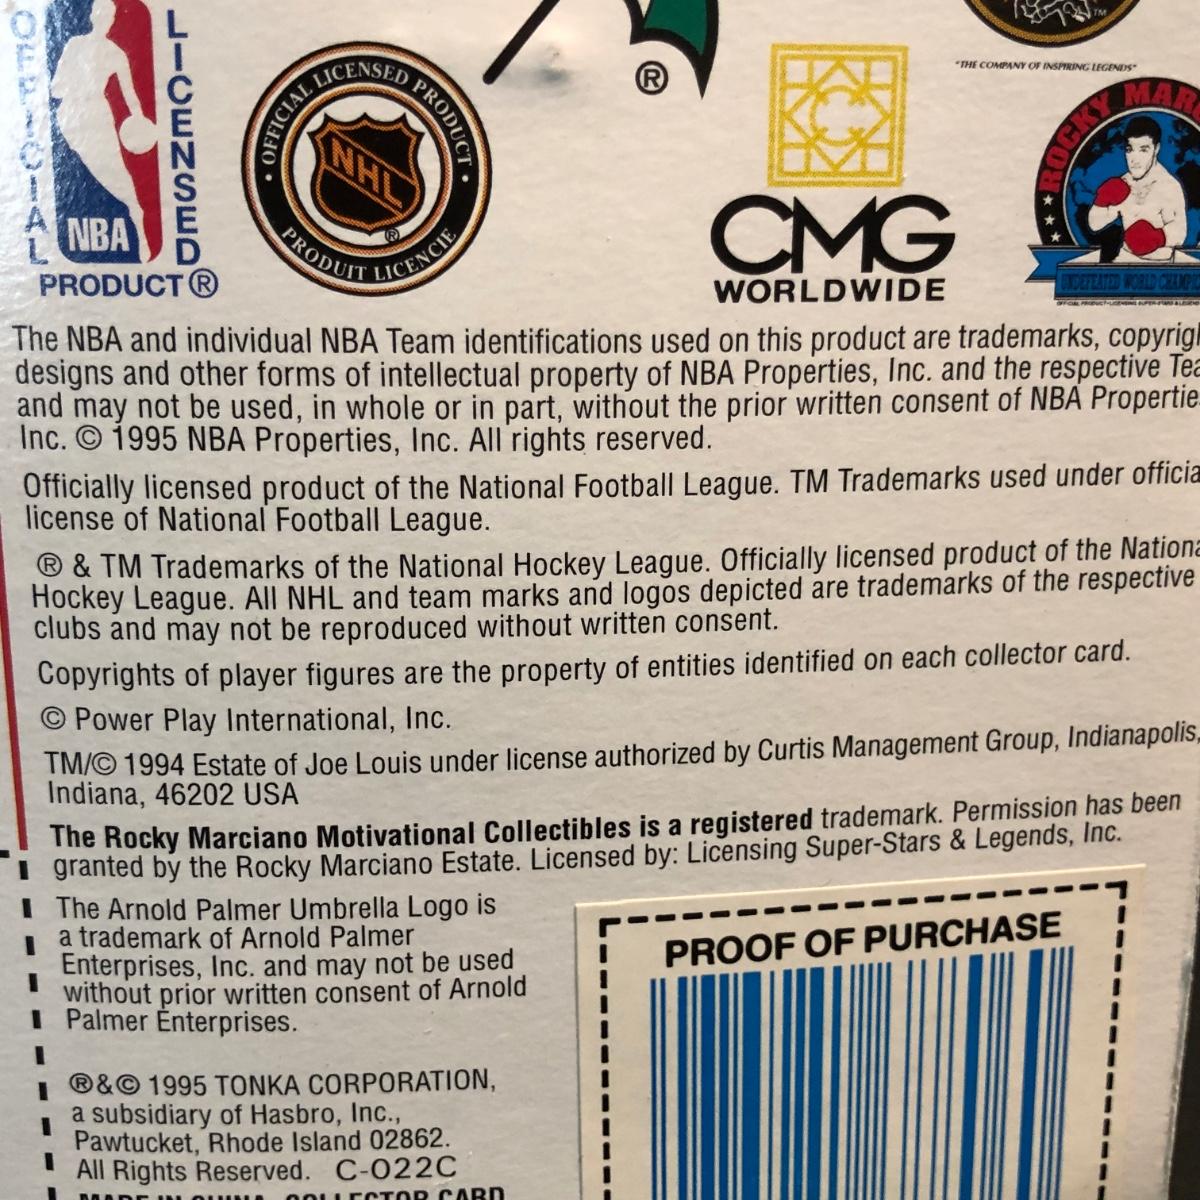 OFFICIAL
LICENSED
NBA
PRODUCT®
OFFICIAL LICENSED PRODUCT
NHL
®
PRODUIT LICENCIE
®
CMG
WORLDWIDE
TM
"THE COMPANY OF INSPIRING LEGENDS"
ROCKY MARC
UNDEFEATED WORLD CHAMPI
The NBA and individual NBA Team identifications used on this product are trademarks, copyrig
designs and other forms of intellectual property of NBA Properties, Inc. and the respective Tea
and may not be used, in whole or in part, without the prior written consent of NBA Propertie
Inc. © 1995 NBA Properties, Inc. All rights reserved.
Officially licensed product of the National Football League. TM Trademarks used under officia
license of National Football League.
® & TM Trademarks of the National Hockey League. Officially licensed product of the Nationa
Hockey League. All NHL and team marks and logos depicted are trademarks of the respective
clubs and may not be reproduced without written consent.
Copyrights of player figures are the property of entities identified on each collector card.
© Power Play International, Inc.
TM/© 1994 Estate of Joe Louis under license authorized by Curtis Management Group, Indianapolis,
Indiana, 46202 USA
The Rocky Marciano Motivational Collectibles is a registered trademark. Permission has been
granted by the Rocky Marciano Estate. Licensed by: Licensing Super-Stars & Legends, Inc.
The Arnold Palmer Umbrella Logo is
a trademark of Arnold Palmer
Enterprises, Inc. and may not be used
without prior written consent of Arnold
Palmer Enterprises.
®&© 1995 TONKA CORPORATION,
a subsidiary of Hasbro, Inc.,
Pawtucket, Rhode Island 02862.
All Rights Reserved. C-022C
MADE IN CHINA. COLLECTOR CARD
PROOF OF PURCHASE